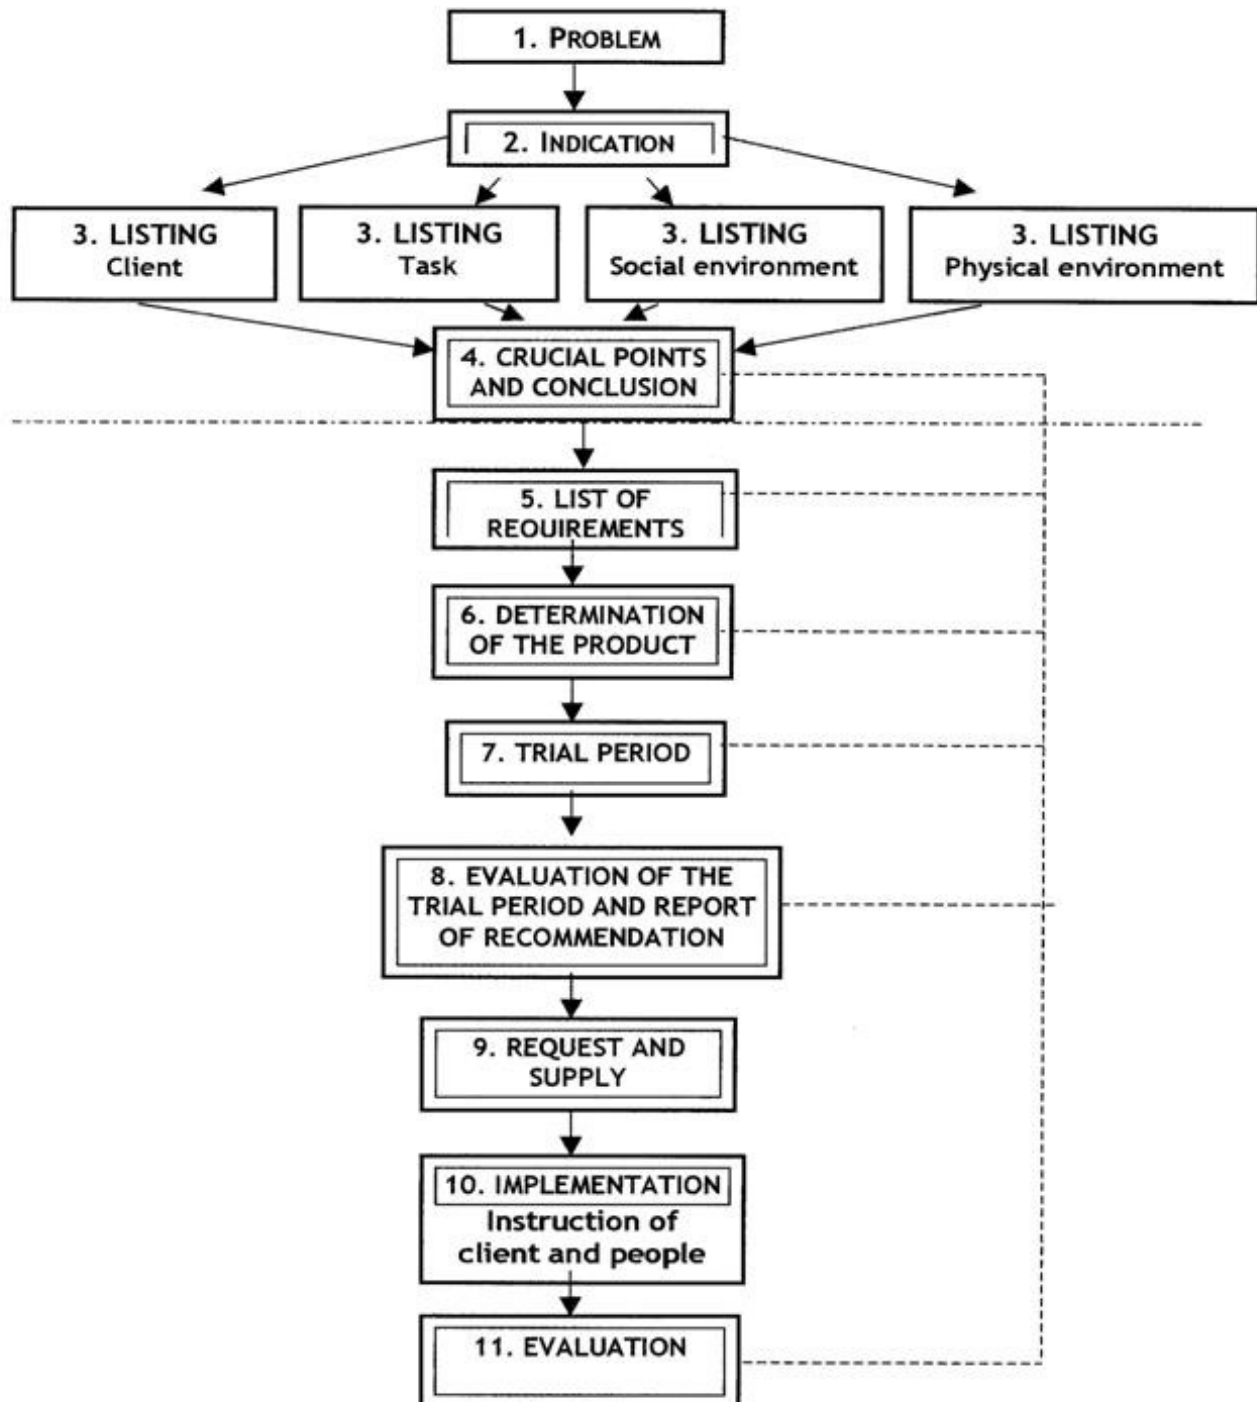 1. PROBLEM
2. INDICATION
3. LISTING
Client
3. LISTING
Task
3. LISTING
Social environment
3. LISTING
Physical environment
4. CRUCIAL POINTS
AND CONCLUSION
5. LIST OF
REQUIREMENTS
6. DETERMINATION
OF THE PRODUCT
7. TRIAL PERIOD
8. EVALUATION OF THE
TRIAL PERIOD AND REPORT
OF RECOMMENDATION
9. REQUEST AND
SUPPLY
10. IMPLEMENTATION
Instruction of
client and people
11. EVALUATION